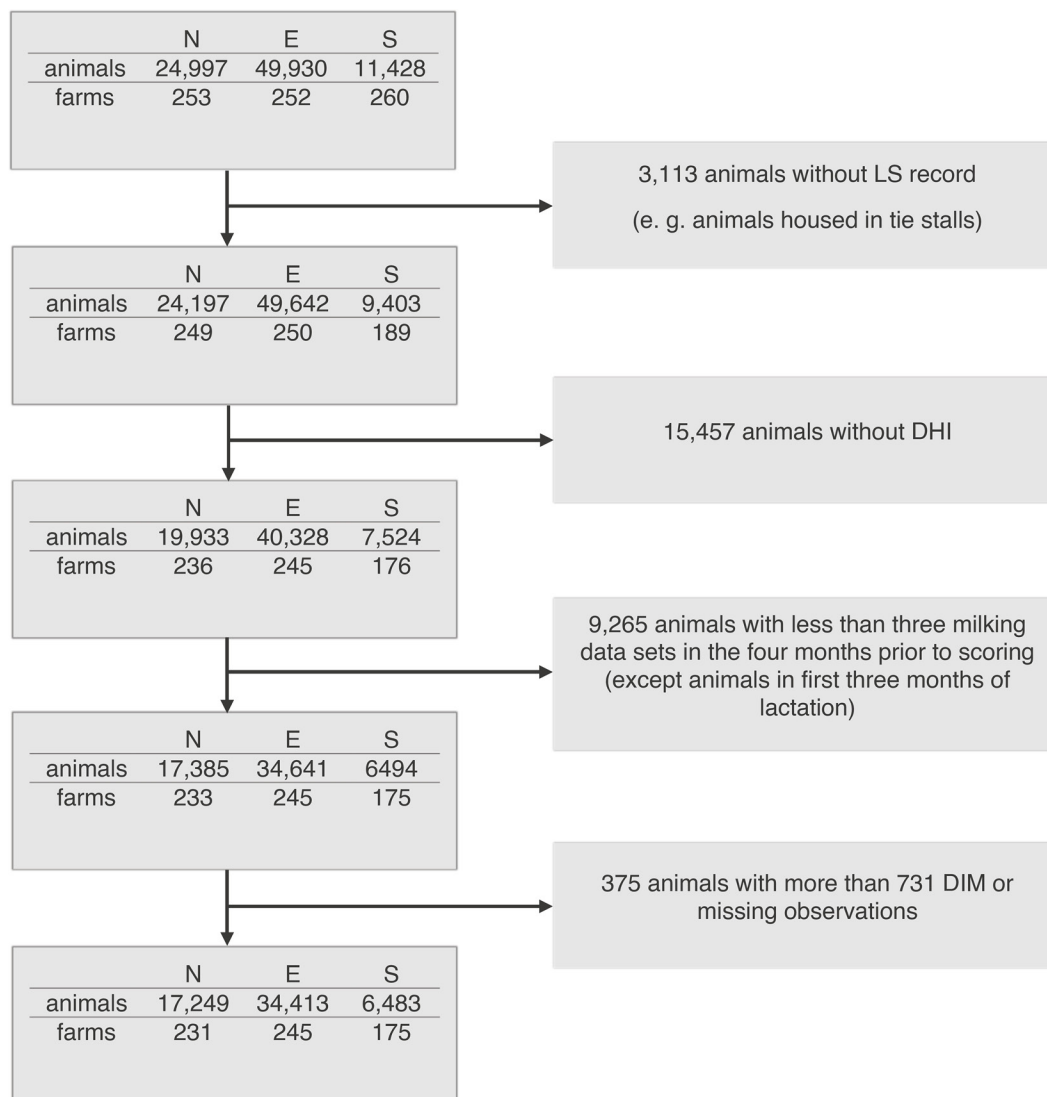 N E S
animals 24,997 49,930 11,428
farms 253 252 260
3,113 animals without LS record
(e. g. animals housed in tie stalls)
N E S
animals 24,197 49,642 9,403
farms 249 250 189
15,457 animals without DHI
N E S
animals 19,933 40,328 7,524
farms 236 245 176
9,265 animals with less than three milking
data sets in the four months prior to scoring
(except animals in first three months of
lactation)
N E S
animals 17,385 34,641 6494
farms 233 245 175
375 animals with more than 731 DIM or
missing observations
N E S
animals 17,249 34,413 6,483
farms 231 245 175